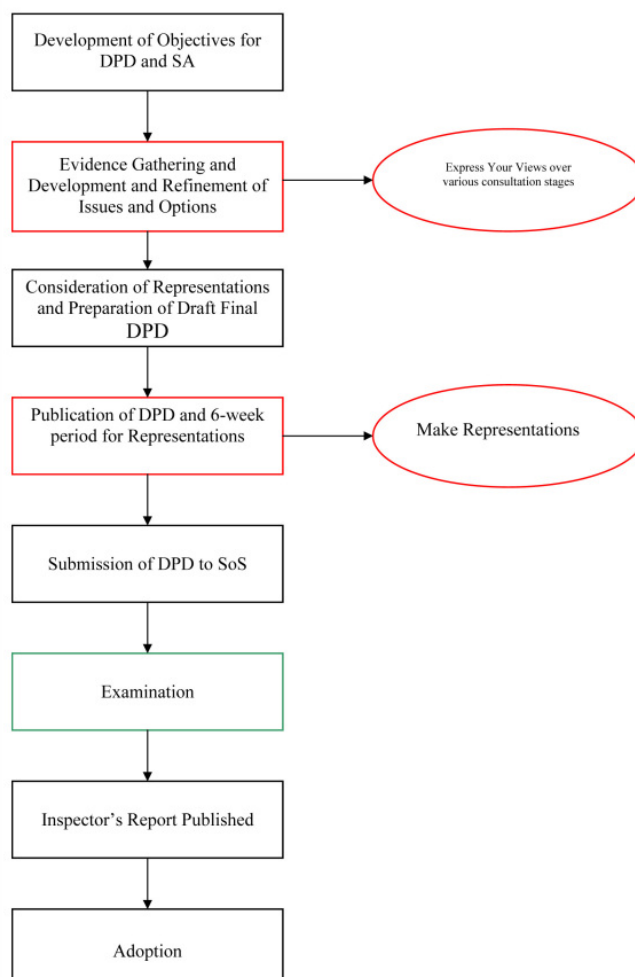 Development of Objectives for
DPD and SA
Evidence Gathering and
Development and Refinement of
Issues and Options
Express Your Views over
various consultation stages
Consideration of Representations
and Preparation of Draft Final
DPD
Publication of DPD and 6-week
period for Representations
Make Representations
Submission of DPD to SoS
Examination
Inspector’s Report Published
Adoption